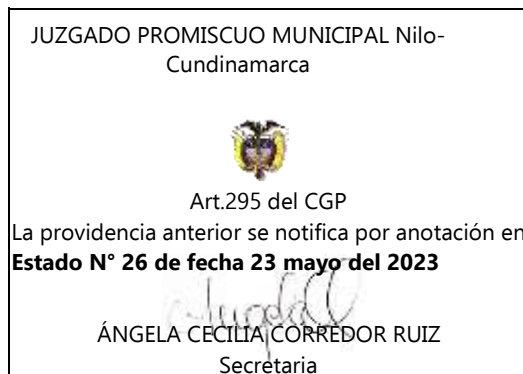 JUZGADO PROMISCUO MUNICIPAL Nilo-
Cundinamarca
Art.295 del CGP
La providencia anterior se notifica por anotación en
Estado N° 26 de fecha 23 mayo del 2023
ÁNGELA CECILIA CORREDOR RUIZ
Secretaria